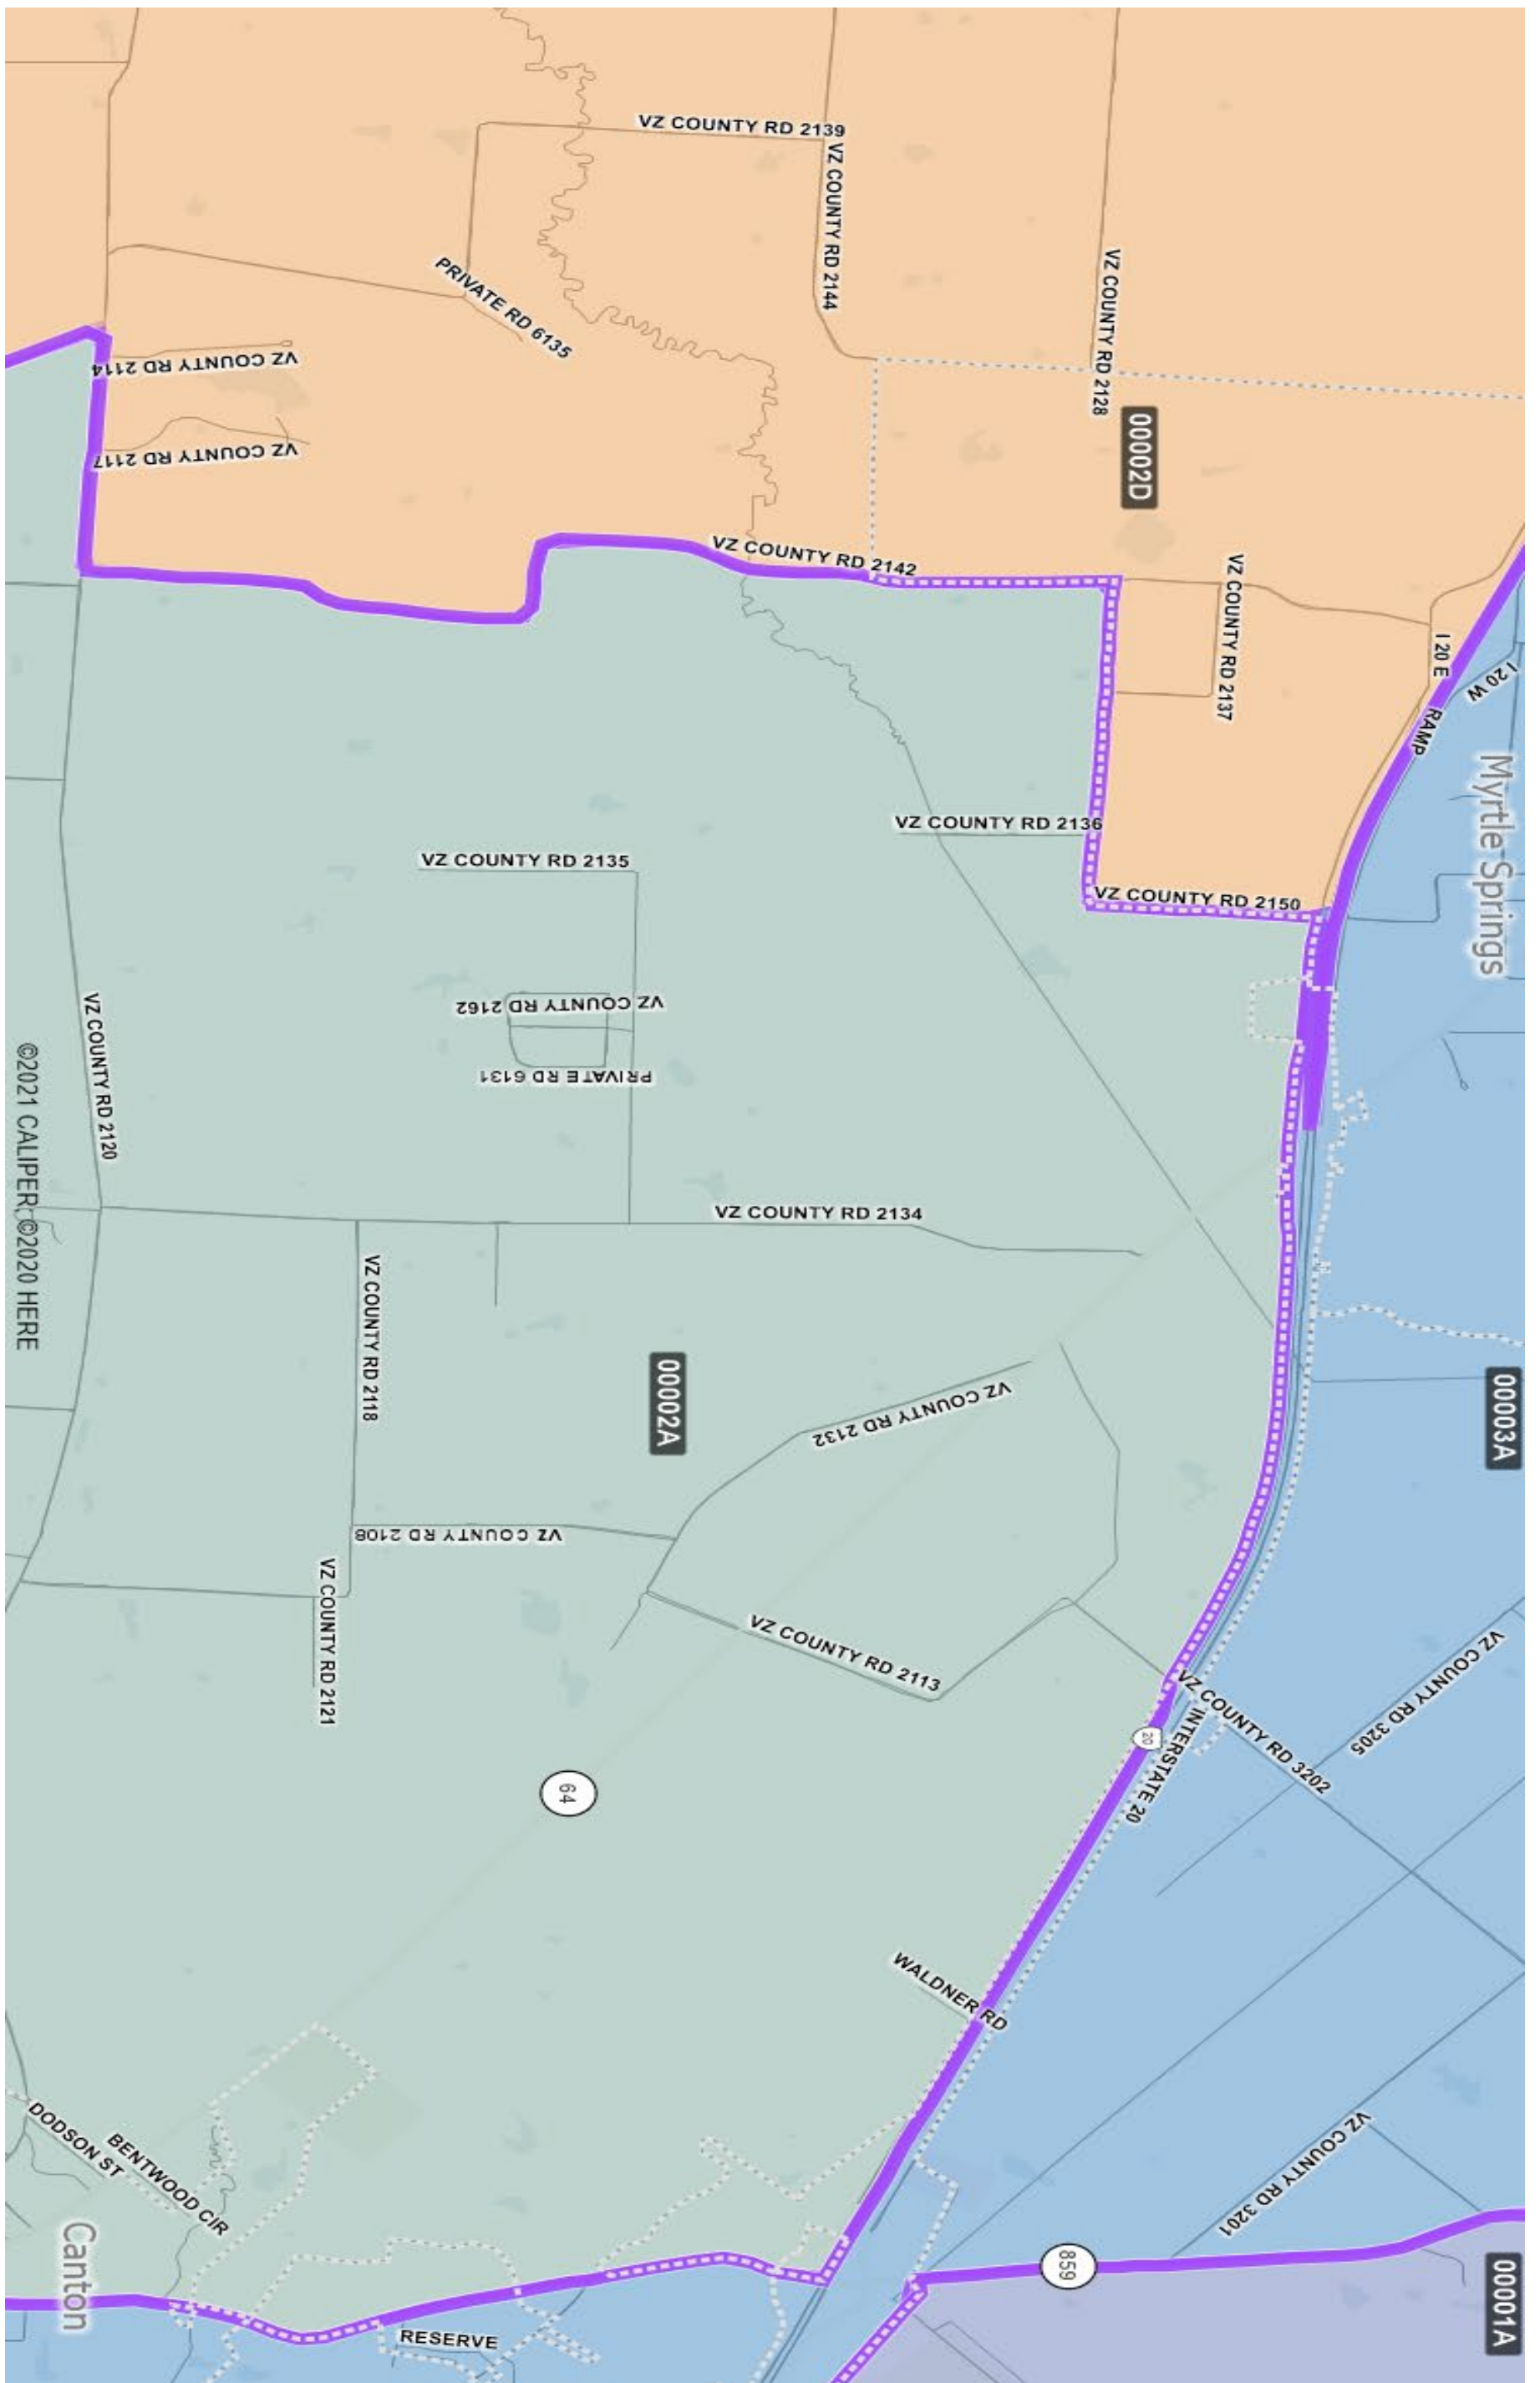 VZ COUNTY RD 2139
VZ COUNTY RD 2144
VZ COUNTY RD 2128
PRIVATE RD 6135
VZ COUNTY RD 2114
VZ COUNTY RD 2117
00002D
VZ COUNTY RD 2142
VZ COUNTY RD 2137
I 20 E
I 20 W
RAMP
Myrtle Springs
VZ COUNTY RD 2136
VZ COUNTY RD 2135
VZ COUNTY RD 2150
VZ COUNTY RD 2162
PRIVATE RD 6131
VZ COUNTY RD 2120
©2021 CALIPER; ©2020 HERE
VZ COUNTY RD 2134
VZ COUNTY RD 2118
00002A
00003A
VZ COUNTY RD 2132
VZ COUNTY RD 2108
VZ COUNTY RD 2121
VZ COUNTY RD 2113
VZ COUNTY RD 3205
VZ COUNTY RD 3202
20
INTERSTATE 20
64
WALDNER RD
DODSON ST
BENTWOOD CIR
VZ COUNTY RD 3201
Canton
859
00001A
RESERVE